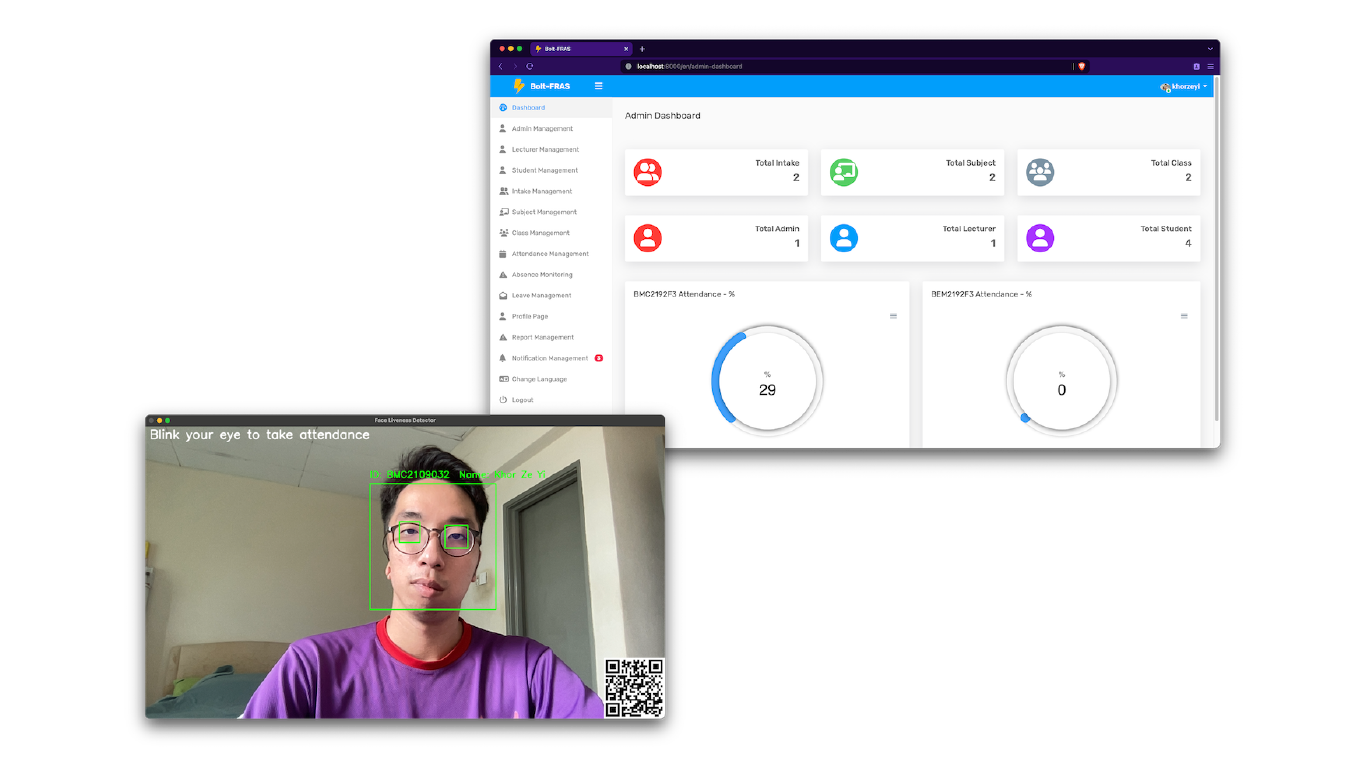 Bolt-FRAS
localhost:8000/en/admin-dashboard
Bolt-FRAS
khorzeyi
Dashboard
Admin Management
Lecturer Management
Student Management
Intake Management
Subject Management
Class Management
Attendance Management
Absence Monitoring
Leave Management
Profile Page
Report Management
Notification Management 3
Change Language
Logout
Admin Dashboard
Total Intake
2
Total Subject
2
Total Class
2
Total Admin
1
Total Lecturer
1
Total Student
4
BMC2192F3 Attendance - %
%
29
BEM2192F3 Attendance - %
%
0
Face Liveness Detector
Blink your eye to take attendance
ID: BMC2109032 Name: Khor Ze Yi